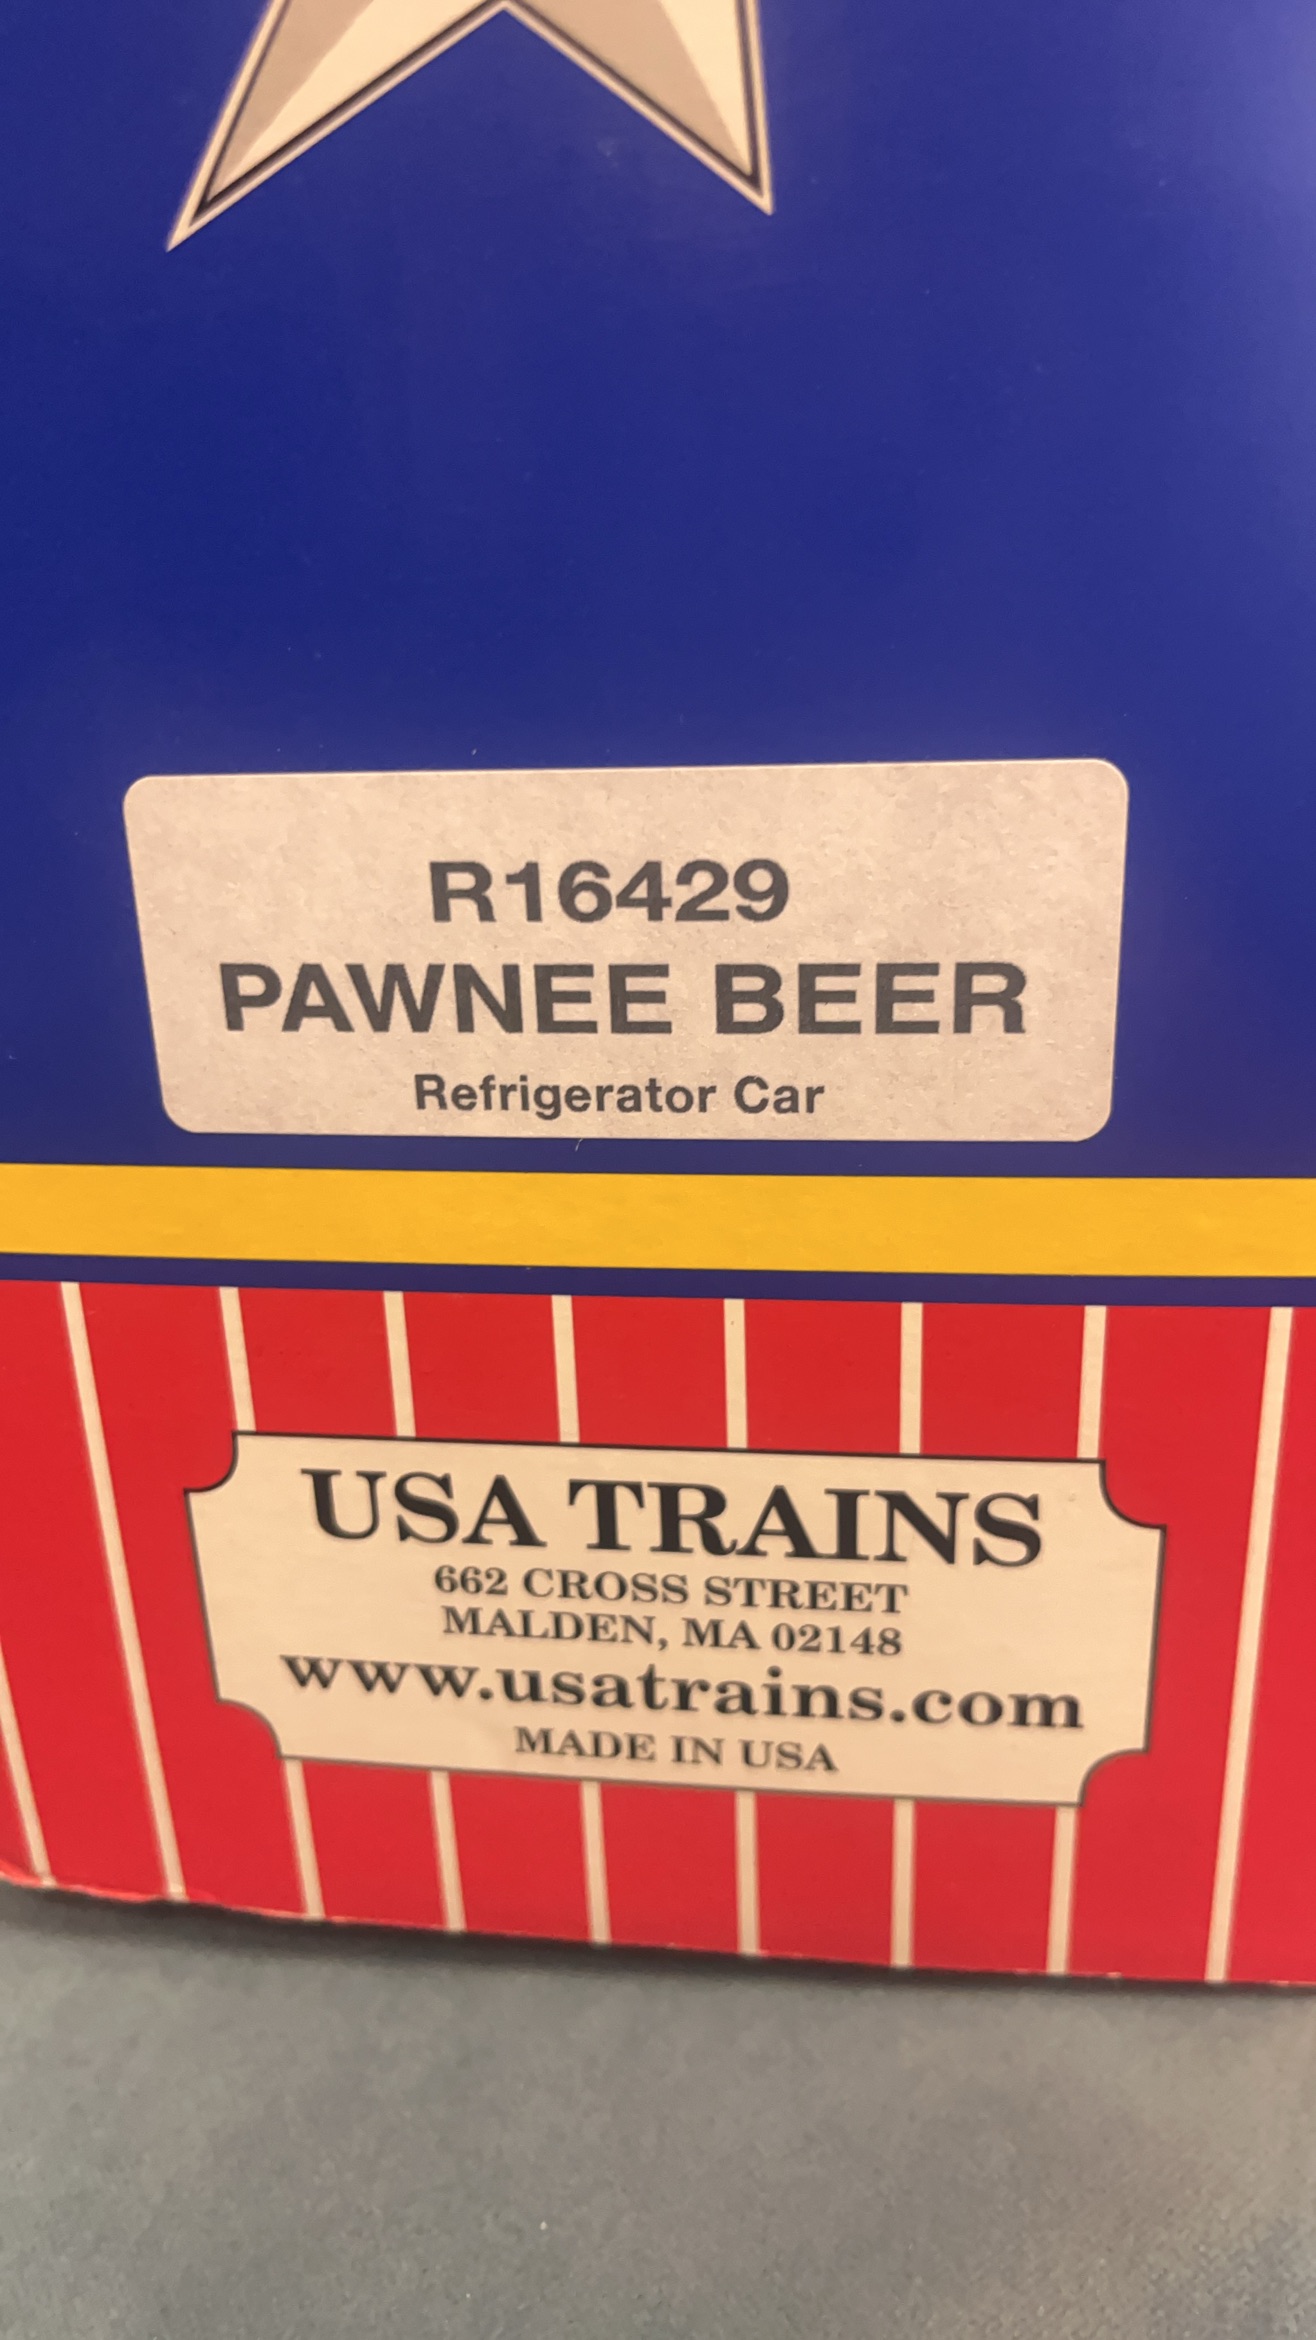 R16429
PAWNEE BEER
Refrigerator Car
USA TRAINS
662 CROSS STREET
MALDEN, MA 02148
www.usatrains.com
MADE IN USA